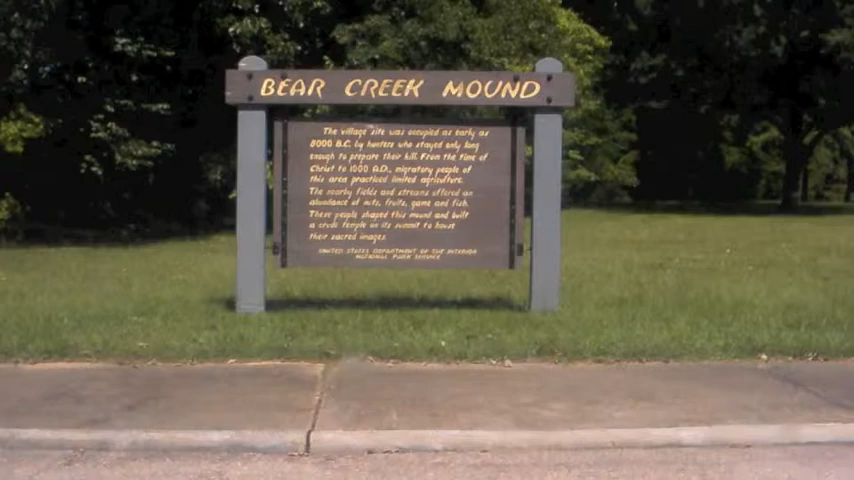 BEAR CREEK MOUND
The village site was occupied as early as
8000 B.C. by hunters who stayed only long
enough to prepare their kill. From the time of
Christ to 1000 A.D., migratory people of
this area practiced limited agriculture.
The nearby fields and streams offered an
abundance of nuts, fruits, game and fish.
These people shaped this mound and built
a crude temple on its summit to house
their sacred images.
UNITED STATES DEPARTMENT OF THE INTERIOR
NATIONAL PARK SERVICE